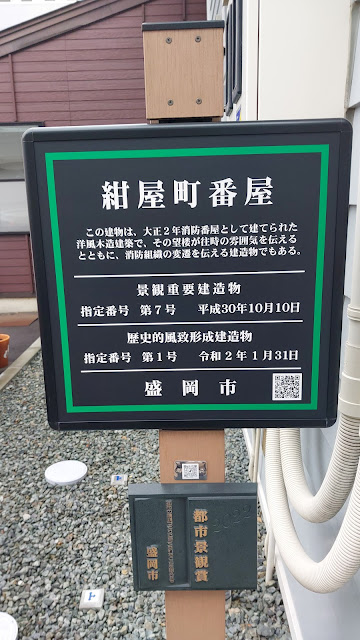 紺屋町番屋
この建物は、大正２年消防番屋として建てられた
洋風木造建築で、その望楼が往時の雰囲気を伝える
とともに、消防組織の変遷を伝える建造物でもある。
景観重要建造物
指定番号 第７号 平成30年10月10日
歴史的風致形成建造物
指定番号 第１号 令和２年１月31日
盛岡市
都市景観賞
盛岡市